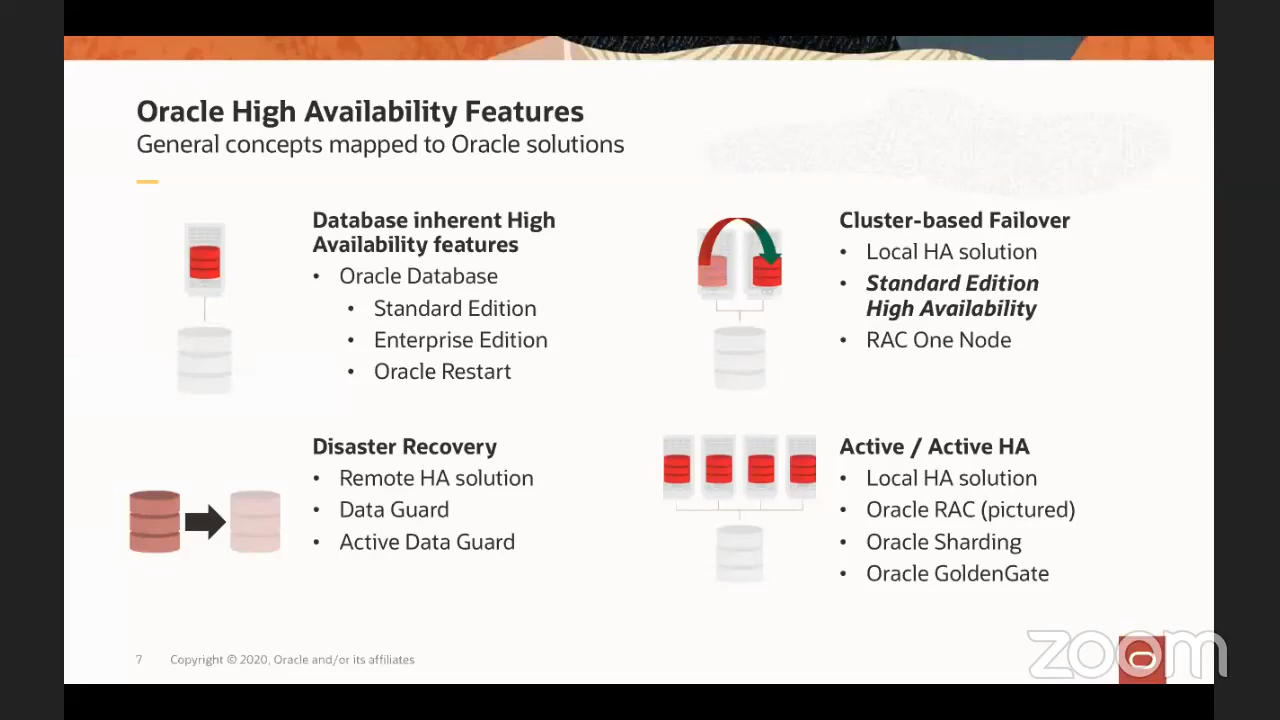 Oracle High Availability Features
General concepts mapped to Oracle solutions
Database inherent High
Availability features
• Oracle Database
• Standard Edition
• Enterprise Edition
• Oracle Restart
Cluster-based Failover
• Local HA solution
• Standard Edition
High Availability
• RAC One Node
Disaster Recovery
• Remote HA solution
• Data Guard
• Active Data Guard
Active / Active HA
• Local HA solution
• Oracle RAC (pictured)
• Oracle Sharding
• Oracle GoldenGate
7 Copyright © 2020, Oracle and/or its affiliates
zoom